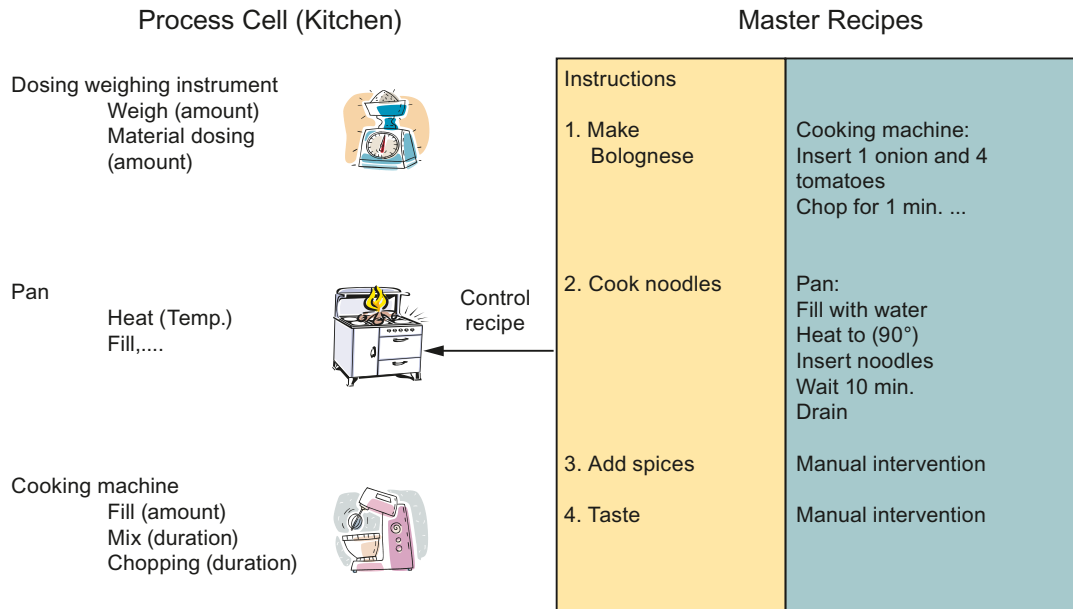 Process Cell (Kitchen)
Master Recipes
Dosing weighing instrument
Weigh (amount)
Material dosing
(amount)
Pan
Heat (Temp.)
Fill,....
Cooking machine
Fill (amount)
Mix (duration)
Chopping (duration)
Control
recipe
Instructions
1. Make
Bolognese
Cooking machine:
Insert 1 onion and 4
tomatoes
Chop for 1 min. ...
2. Cook noodles
Pan:
Fill with water
Heat to (90°)
Insert noodles
Wait 10 min.
Drain
3. Add spices
Manual intervention
4. Taste
Manual intervention